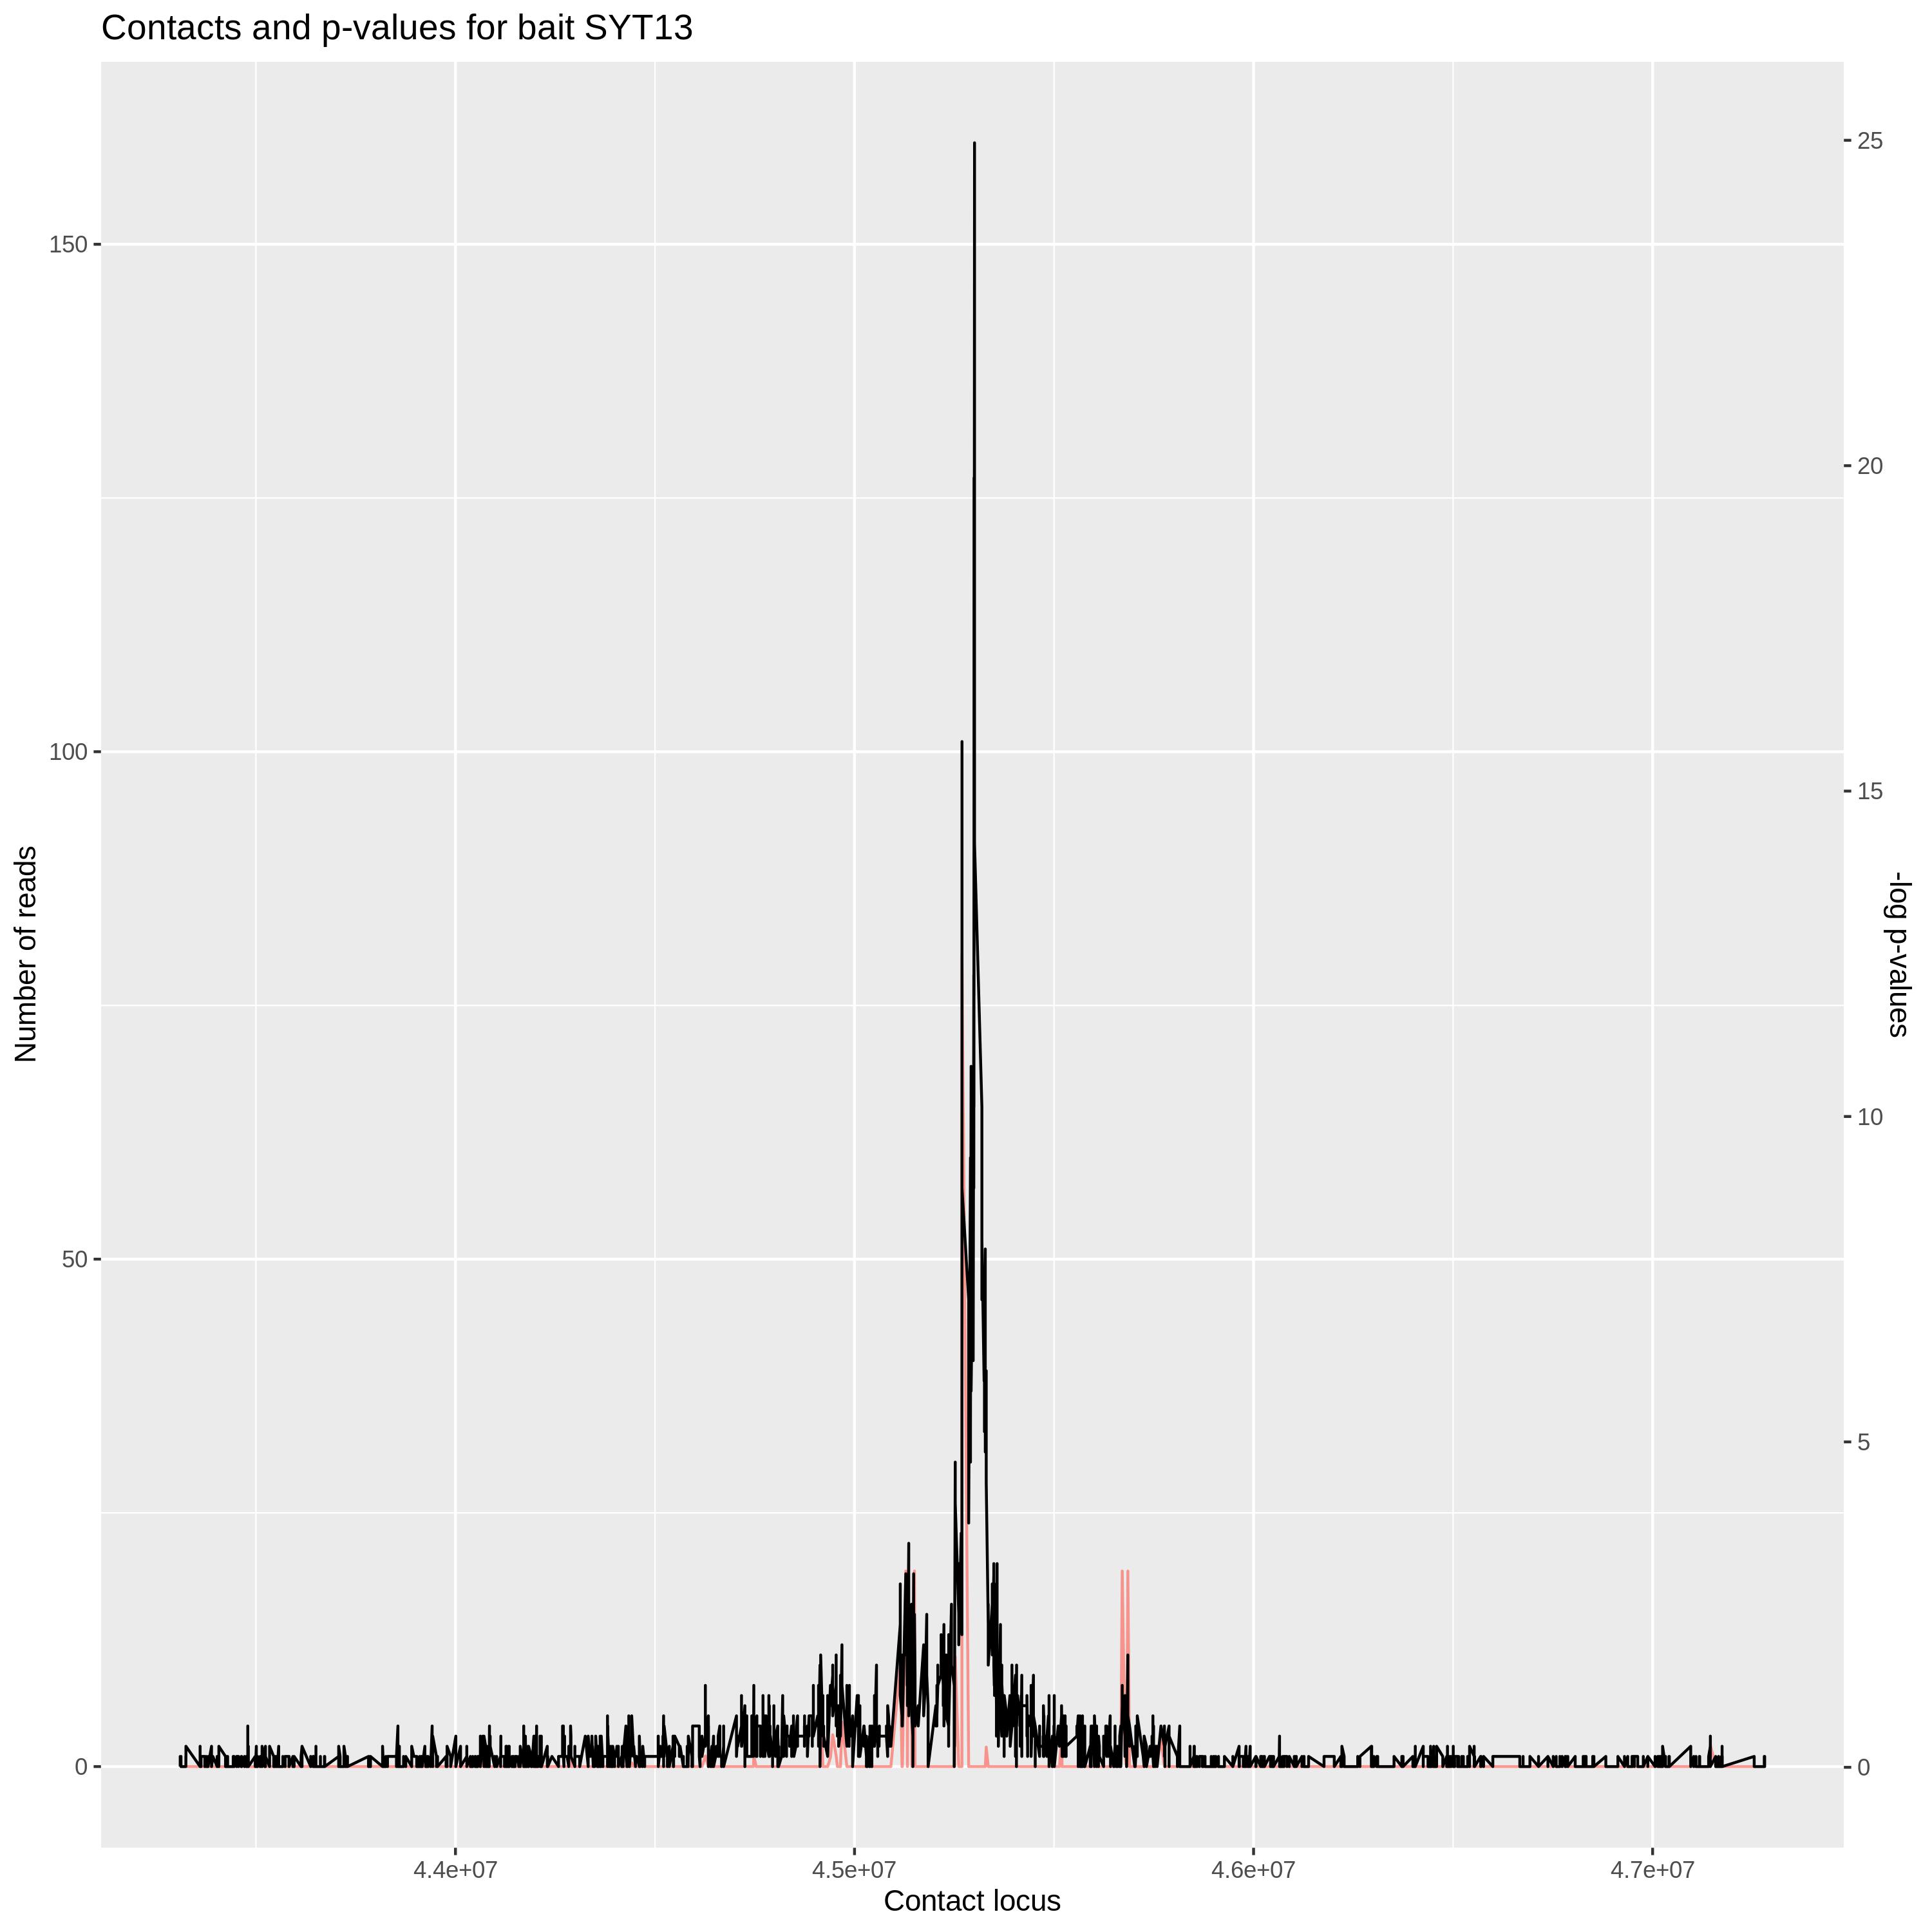 Contacts and p-values for bait SYT13
150
100
50
0
Number of reads
25
20
15
10
5
0
-log p-values
4.4e+07 4.5e+07 4.6e+07 4.7e+07
Contact locus